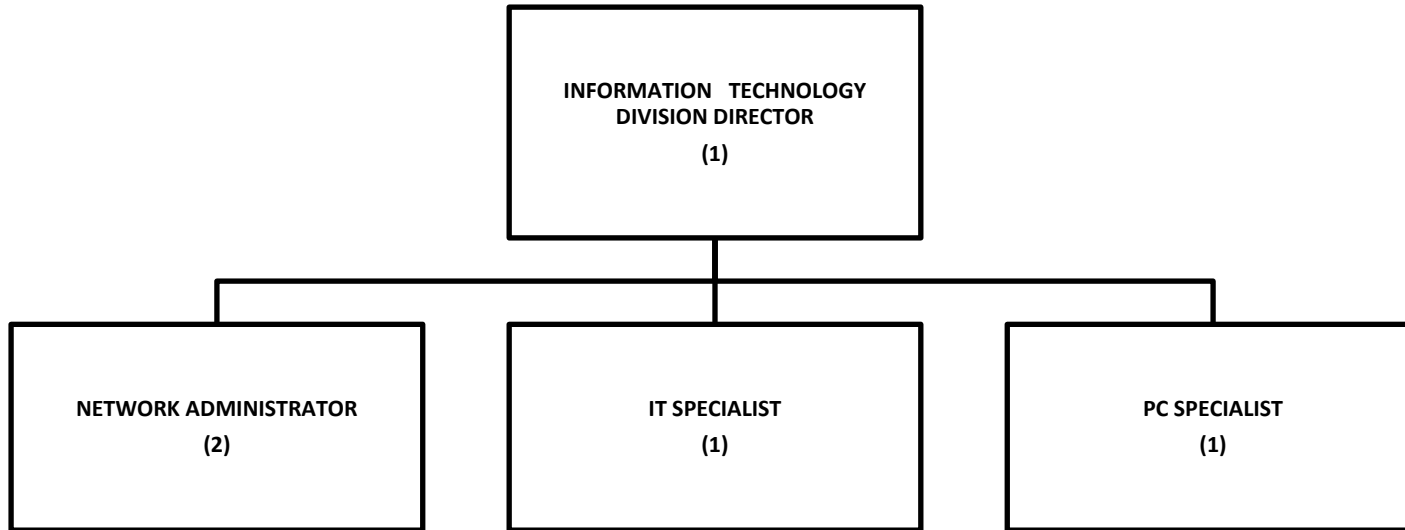 INFORMATION TECHNOLOGY
DIVISION DIRECTOR
(1)
NETWORK ADMINISTRATOR
(2)
IT SPECIALIST
(1)
PC SPECIALIST
(1)